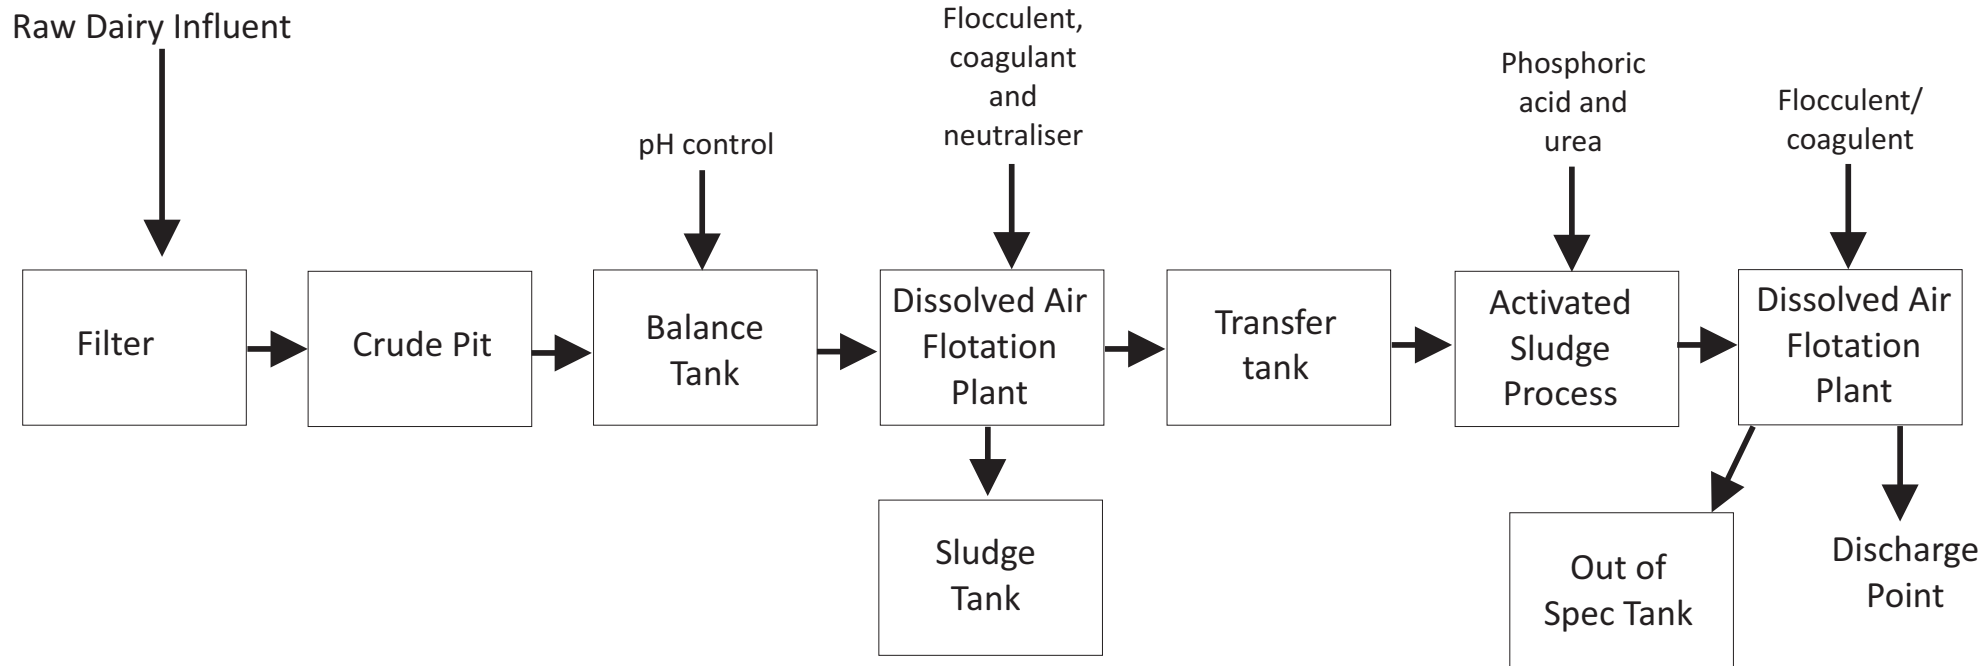 Raw Dairy Influent
Flocculent,
coagulant
and
neutraliser
pH control
Phosphoric
acid and
urea
Flocculent/
coagulent
Filter
Crude Pit
Balance
Tank
Dissolved Air
Flotation
Plant
Transfer
tank
Activated
Sludge
Process
Dissolved Air
Flotation
Plant
Sludge
Tank
Out of
Spec Tank
Discharge
Point